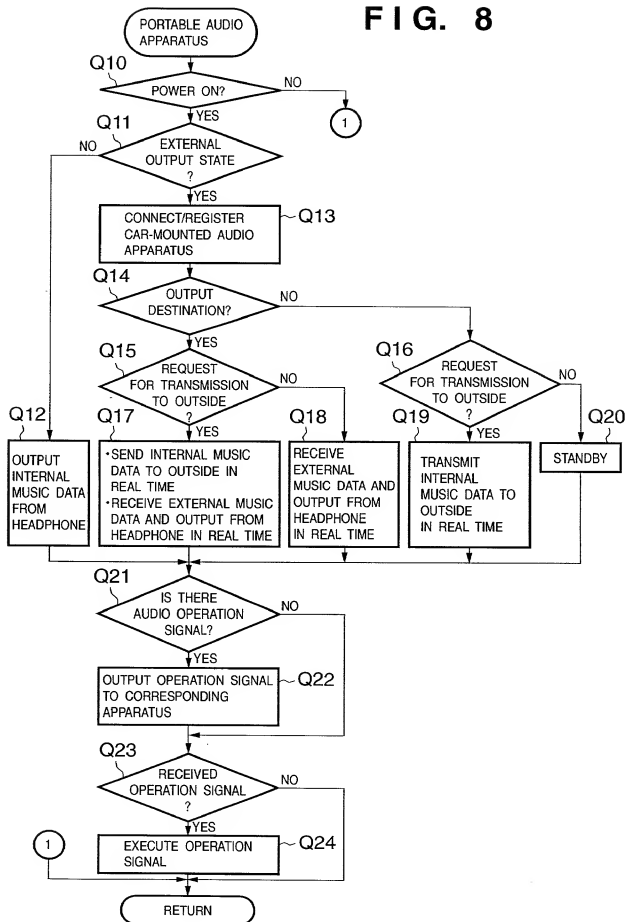 FIG. 8
PORTABLE AUDIO
APPARATUS
Q10
POWER ON?
NO
1
YES
Q11
NO
EXTERNAL
OUTPUT STATE
?
YES
CONNECT/REGISTER
CAR-MOUNTED AUDIO
APPARATUS
Q13
Q14
OUTPUT
DESTINATION?
NO
YES
Q15
REQUEST
FOR TRANSMISSION
TO OUTSIDE
?
NO
YES
Q16
REQUEST
FOR TRANSMISSION
TO OUTSIDE
?
NO
YES
Q12
OUTPUT
INTERNAL
MUSIC DATA
FROM
HEADPHONE
Q17
•SEND INTERNAL MUSIC
DATA TO OUTSIDE IN
REAL TIME
•RECEIVE EXTERNAL MUSIC
DATA AND OUTPUT FROM
HEADPHONE IN REAL TIME
Q18
RECEIVE
EXTERNAL
MUSIC DATA AND
OUTPUT FROM
HEADPHONE
IN REAL TIME
Q19
TRANSMIT
INTERNAL
MUSIC DATA TO
OUTSIDE
IN REAL TIME
Q20
STANDBY
Q21
IS THERE
AUDIO OPERATION
SIGNAL?
NO
YES
OUTPUT OPERATION SIGNAL
TO CORRESPONDING
APPARATUS
Q22
Q23
RECEIVED
OPERATION SIGNAL
?
NO
YES
1
EXECUTE OPERATION
SIGNAL
Q24
RETURN